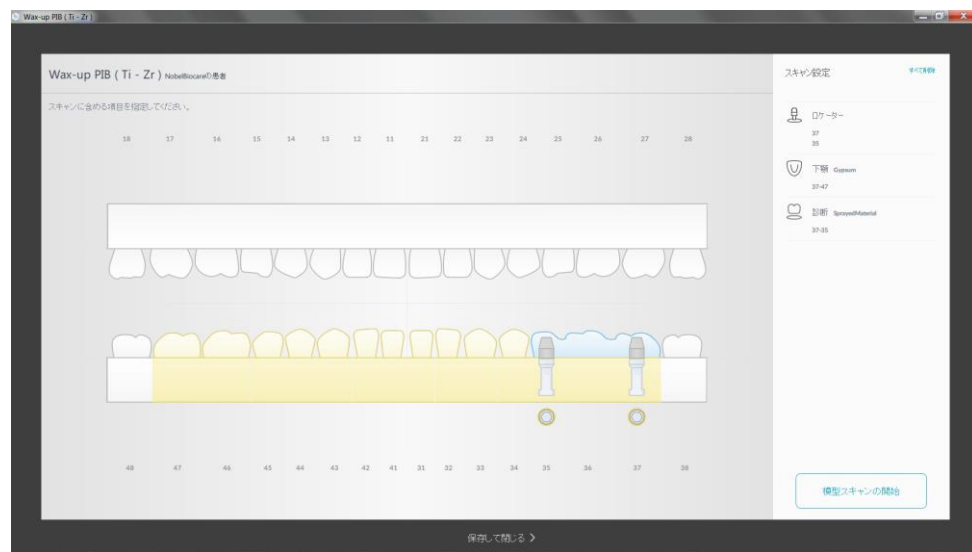 Wax-up PIB ( Ti - Zr )
Wax-up PIB ( Ti - Zr ) NobelBiocareの患者
スキャンに含める項目を指定してください。
18 17 16 15 14 13 12 11 21 22 23 24 25 26 27 28
48 47 46 45 44 43 42 41 31 32 33 34 35 36 37 38
スキャン設定
すべて削除
ロケーター
37
35
下顎 Gypsum
37-47
診断 SprayedMaterial
37-35
模型スキャンの開始
保存して閉じる